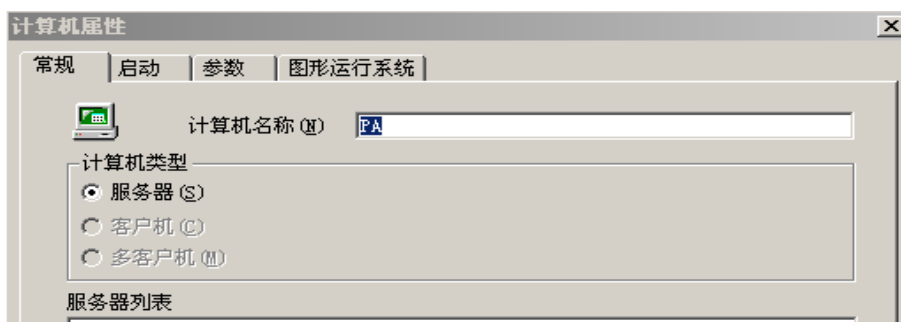 计算机属性
常规 启动 参数 图形运行系统
计算机名称(N) PA
计算机类型
服务器(S)
客户机(C)
多客户机(M)
服务器列表